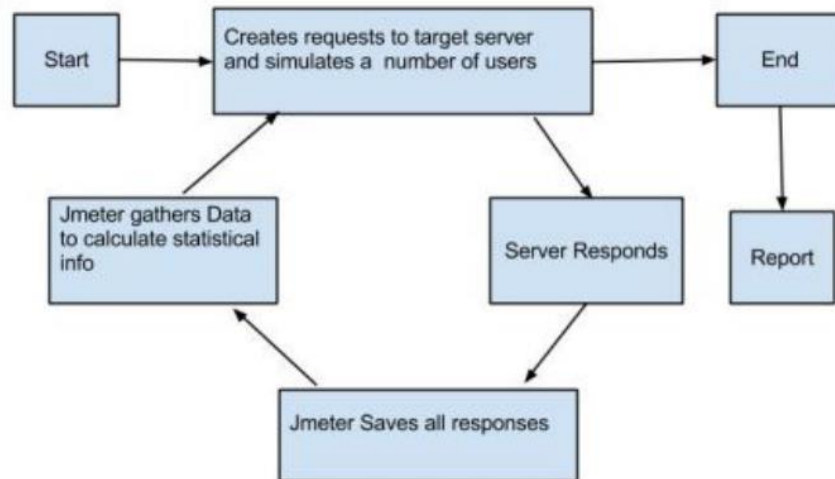 Start
Creates requests to target server
and simulates a number of users
End
Jmeter gathers Data
to calculate statistical
info
Server Responds
Report
Jmeter Saves all responses